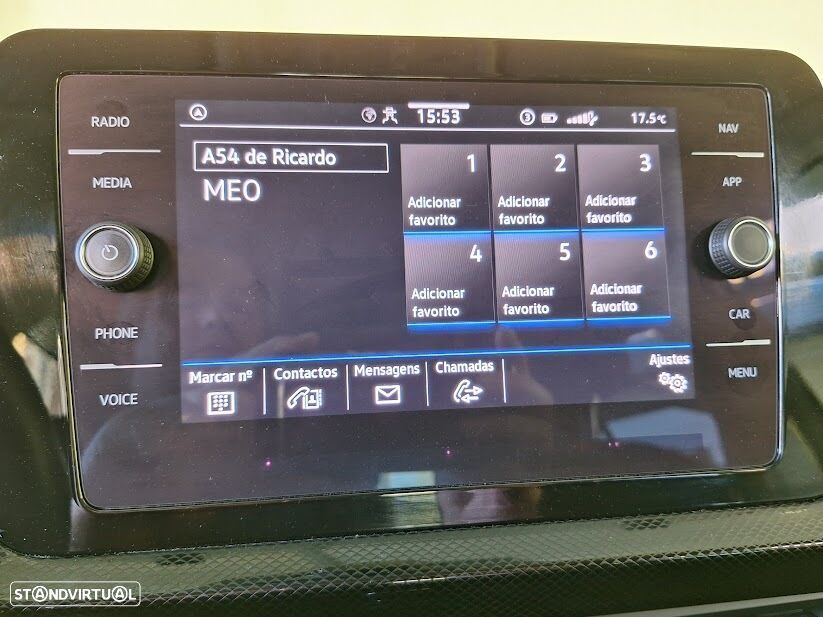 RADIO
MEDIA
PHONE
VOICE
15:53
3
17.5°C
A54 de Ricardo
MEO
1
Adicionar
favorito
2
Adicionar
favorito
3
Adicionar
favorito
4
Adicionar
favorito
5
Adicionar
favorito
6
Adicionar
favorito
Marcar nº
Contactos
Mensagens
Chamadas
Ajustes
NAV
APP
CAR
MENU
STANDVIRTUAL